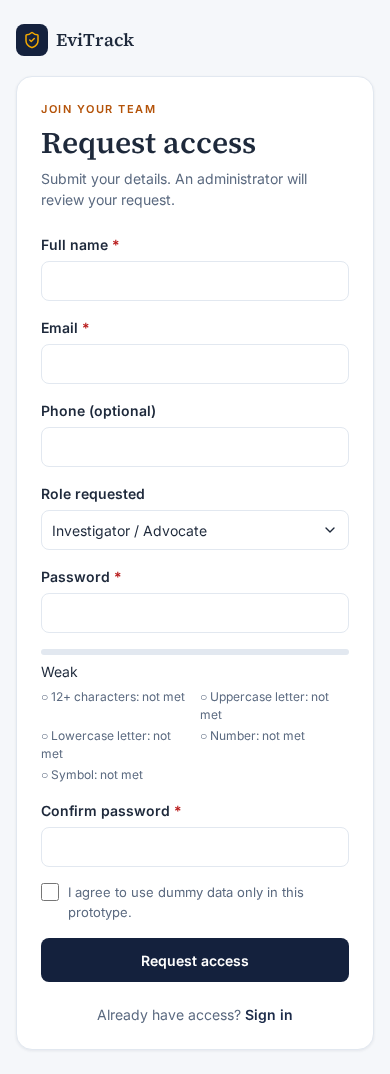 EviTrack
JOIN YOUR TEAM
Request access
Submit your details. An administrator will
review your request.
Full name *
Email *
Phone (optional)
Role requested
Investigator / Advocate
Password *
Weak
○ 12+ characters: not met
○ Uppercase letter: not
met
○ Lowercase letter: not
met
○ Number: not met
○ Symbol: not met
Confirm password *
I agree to use dummy data only in this
prototype.
Request access
Already have access? Sign in